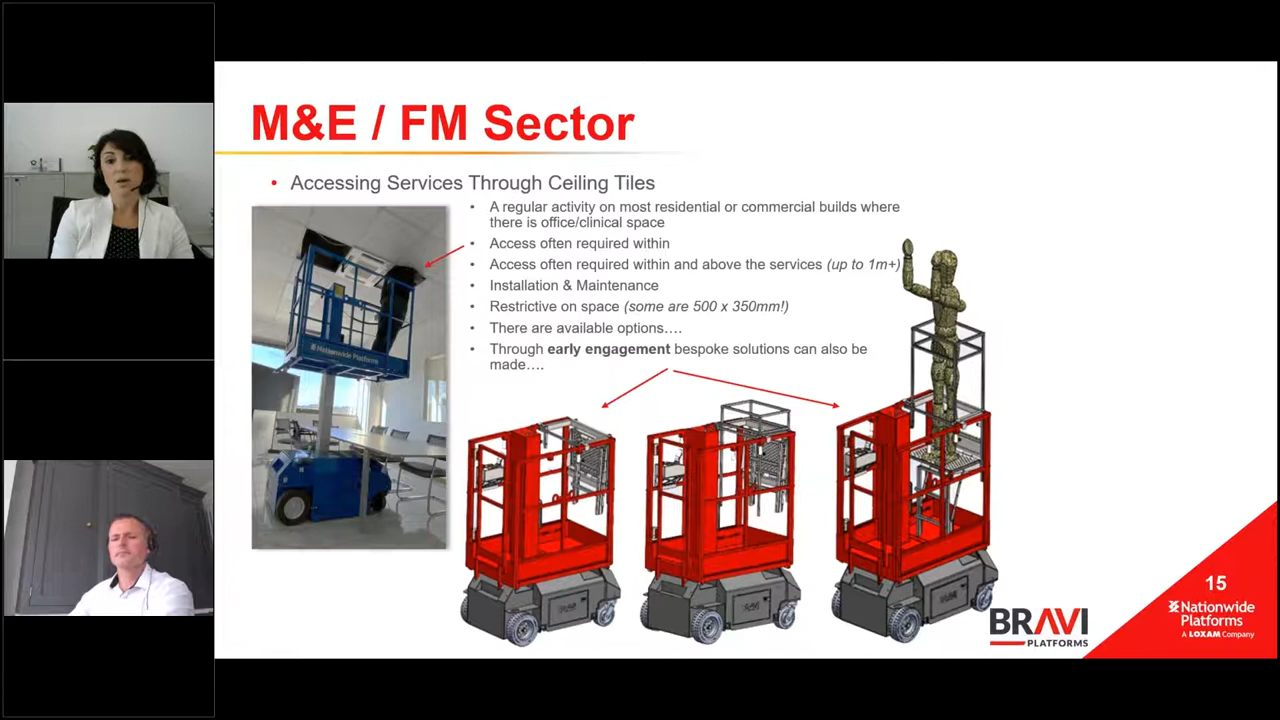 M&E / FM Sector
• Accessing Services Through Ceiling Tiles
• A regular activity on most residential or commercial builds where
there is office/clinical space
• Access often required within
• Access often required within and above the services (up to 1m+)
• Installation & Maintenance
• Restrictive on space (some are 500 x 350mm!)
• There are available options….
• Through early engagement bespoke solutions can also be
made….
Nationwide Platforms
BRAVI
PLATFORMS
15
Nationwide
Platforms
A LOXAM Company